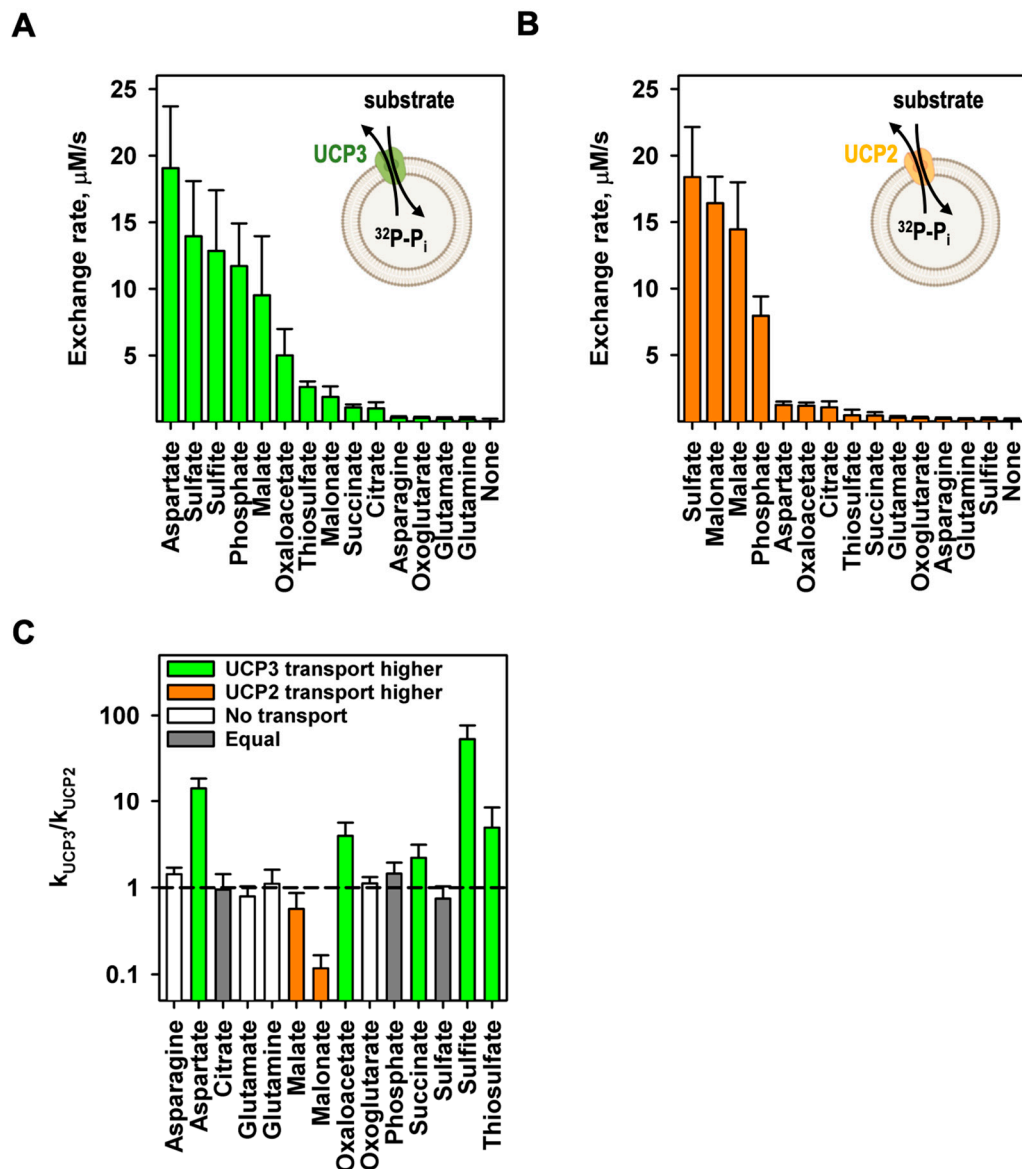 A
Exchange rate, μM/s
25
20
15
10
5
substrate
UCP3
32P-Pi
Aspartate
Sulfate
Sulfite
Phosphate
Malate
Oxaloacetate
Thiosulfate
Malonate
Succinate
Citrate
Asparagine
Oxoglutarate
Glutamate
Glutamine
None
B
Exchange rate, μM/s
25
20
15
10
5
substrate
UCP2
32P-Pi
Sulfate
Malonate
Malate
Phosphate
Aspartate
Oxaloacetate
Citrate
Thiosulfate
Succinate
Glutamate
Oxoglutarate
Asparagine
Glutamine
Sulfite
None
C
kUCP3/kUCP2
100
10
1
0.1
UCP3 transport higher
UCP2 transport higher
No transport
Equal
Asparagine
Aspartate
Citrate
Glutamate
Glutamine
Malate
Malonate
Oxaloacetate
Oxoglutarate
Phosphate
Succinate
Sulfate
Sulfite
Thiosulfate